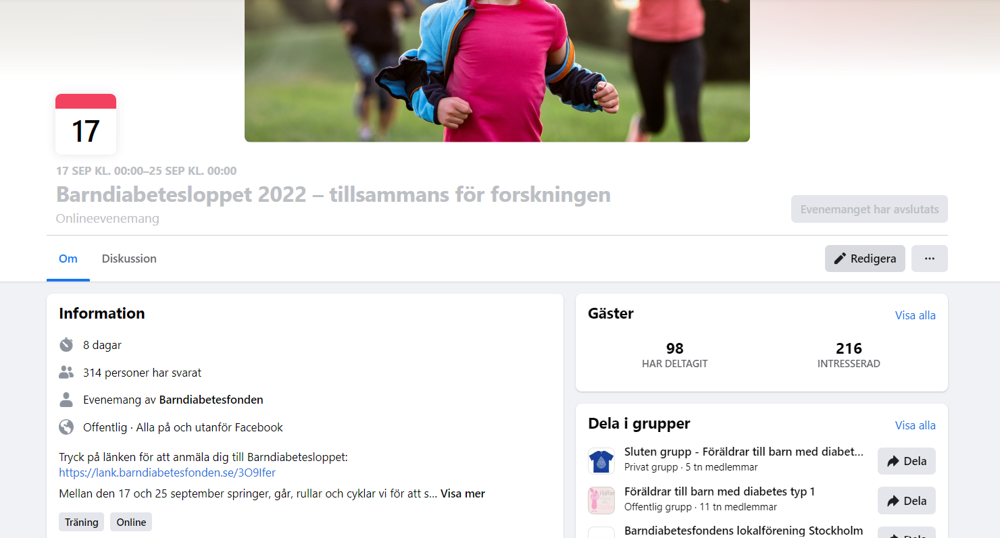 17
17 SEP KL. 00:00–25 SEP KL. 00:00
Barndiabetesloppet 2022 – tillsammans för forskningen
Onlineevenemang
Evenemanget har avslutats
Om
Diskussion
Redigera
Information
8 dagar
314 personer har svarat
Evenemang av Barndiabetesfonden
Offentlig · Alla på och utanför Facebook
Tryck på länken för att anmäla dig till Barndiabetesloppet:
https://lank.barndiabetesfonden.se/3O9Ifer
Mellan den 17 och 25 september springer, går, rullar och cyklar vi för att s... Visa mer
Träning
Online
Gäster
Visa alla
98
HAR DELTAGIT
216
INTRESSERAD
Dela i grupper
Visa alla
Sluten grupp - Föräldrar till barn med diabet...
Privat grupp · 5 tn medlemmar
Dela
Föräldrar till barn med diabetes typ 1
Offentlig grupp · 11 tn medlemmar
Dela
Barndiabetesfondens lokalförening Stockholm
Dela